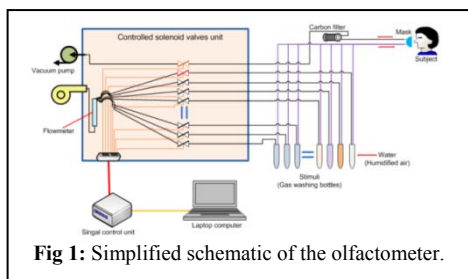 Controlled solenoid valves unit
Carbon filter
Mask
Subject
Vacuum pump
Flowmeter
Water
(Humidified air)
Stimuli
(Gas washing bottles)
Singal control unit
Laptop computer
Fig 1: Simplified schematic of the olfactometer.